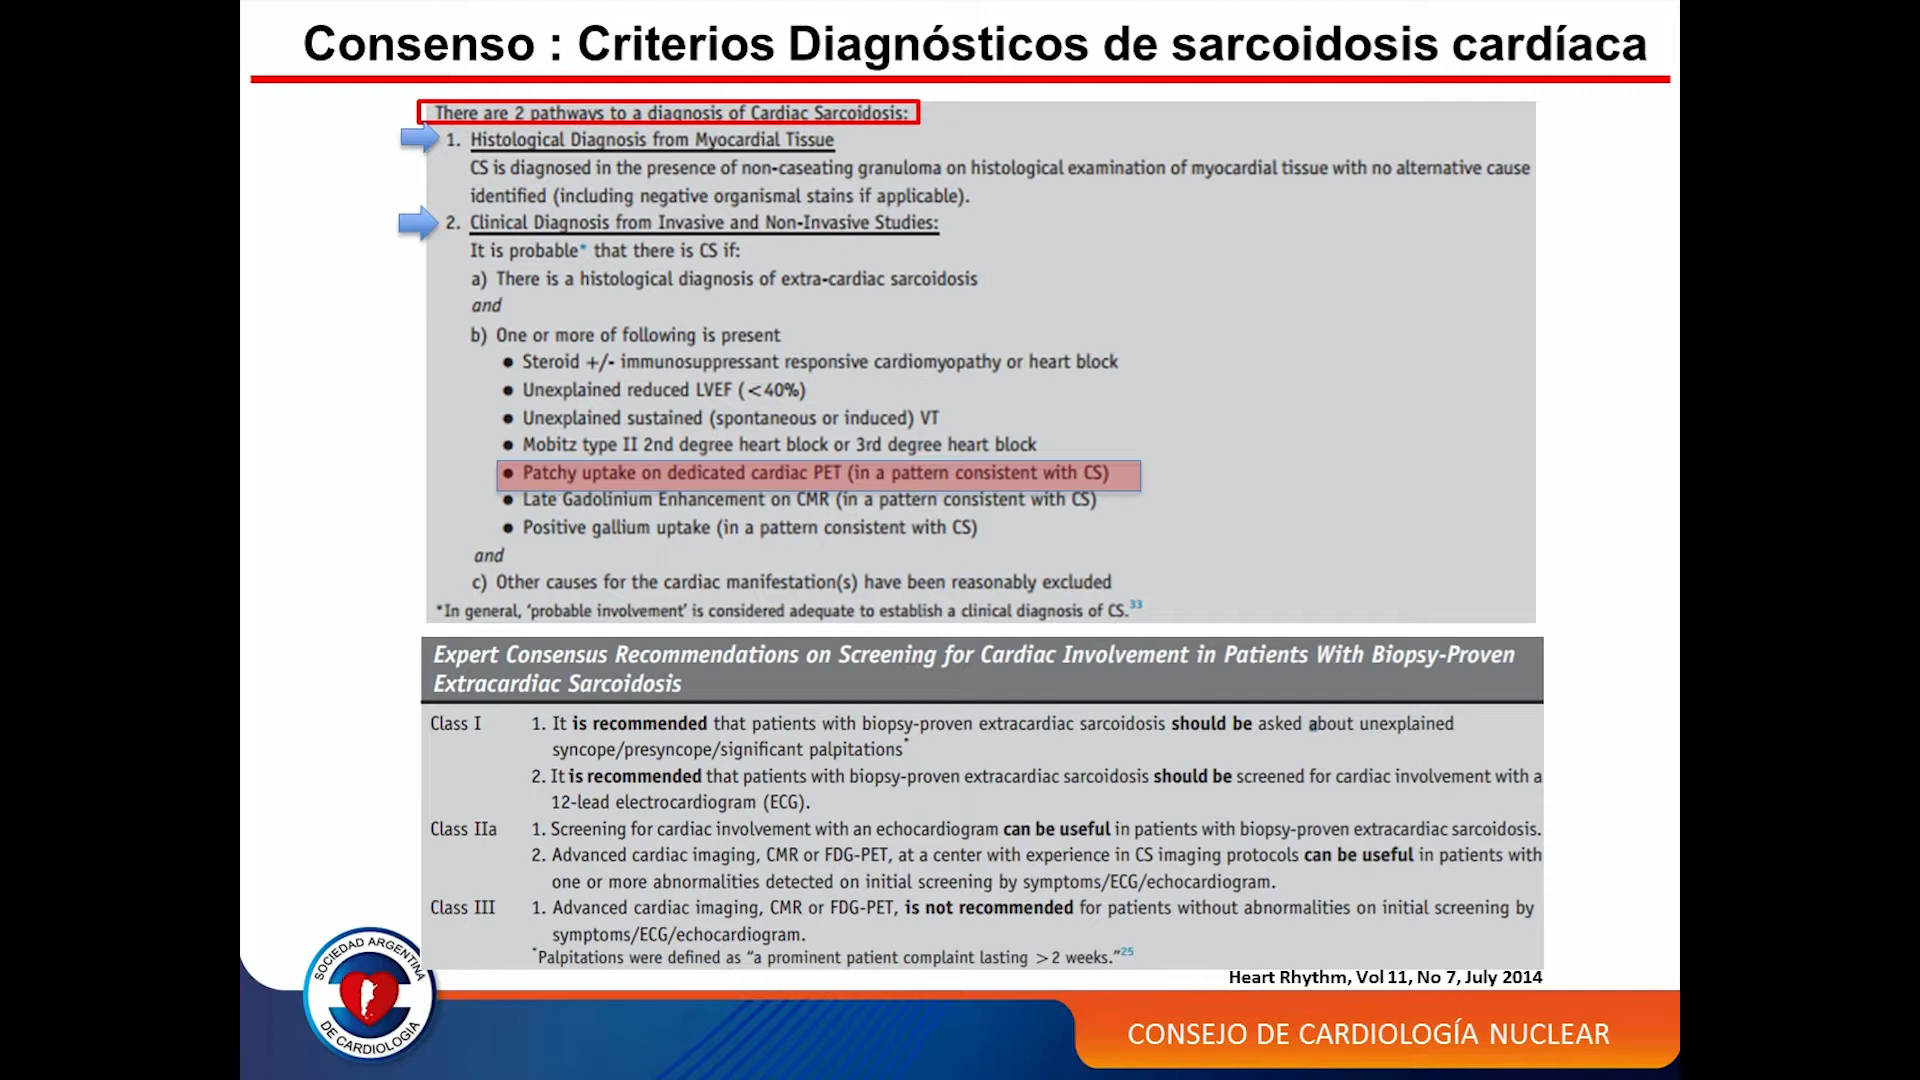 Consenso : Criterios Diagnósticos de sarcoidosis cardíaca
There are 2 pathways to a diagnosis of Cardiac Sarcoidosis:
1. Histological Diagnosis from Myocardial Tissue
CS is diagnosed in the presence of non-caseating granuloma on histological examination of myocardial tissue with no alternative cause
identified (including negative organismal stains if applicable).
2. Clinical Diagnosis from Invasive and Non-Invasive Studies:
It is probable* that there is CS if:
a) There is a histological diagnosis of extra-cardiac sarcoidosis
and
b) One or more of following is present
● Steroid +/- immunosuppressant responsive cardiomyopathy or heart block
● Unexplained reduced LVEF (<40%)
● Unexplained sustained (spontaneous or induced) VT
● Mobitz type II 2nd degree heart block or 3rd degree heart block
● Patchy uptake on dedicated cardiac PET (in a pattern consistent with CS)
● Late Gadolinium Enhancement on CMR (in a pattern consistent with CS)
● Positive gallium uptake (in a pattern consistent with CS)
and
c) Other causes for the cardiac manifestation(s) have been reasonably excluded
*In general, 'probable involvement' is considered adequate to establish a clinical diagnosis of CS.33
Expert Consensus Recommendations on Screening for Cardiac Involvement in Patients With Biopsy-Proven
Extracardiac Sarcoidosis
Class I 1. It is recommended that patients with biopsy-proven extracardiac sarcoidosis should be asked about unexplained
syncope/presyncope/significant palpitations*
2. It is recommended that patients with biopsy-proven extracardiac sarcoidosis should be screened for cardiac involvement with a
12-lead electrocardiogram (ECG).
Class IIa 1. Screening for cardiac involvement with an echocardiogram can be useful in patients with biopsy-proven extracardiac sarcoidosis.
2. Advanced cardiac imaging, CMR or FDG-PET, at a center with experience in CS imaging protocols can be useful in patients with
one or more abnormalities detected on initial screening by symptoms/ECG/echocardiogram.
Class III 1. Advanced cardiac imaging, CMR or FDG-PET, is not recommended for patients without abnormalities on initial screening by
symptoms/ECG/echocardiogram.
*Palpitations were defined as "a prominent patient complaint lasting >2 weeks."25
Heart Rhythm, Vol 11, No 7, July 2014
SOCIEDAD ARGENTINA
DE CARDIOLOGIA
CONSEJO DE CARDIOLOGÍA NUCLEAR